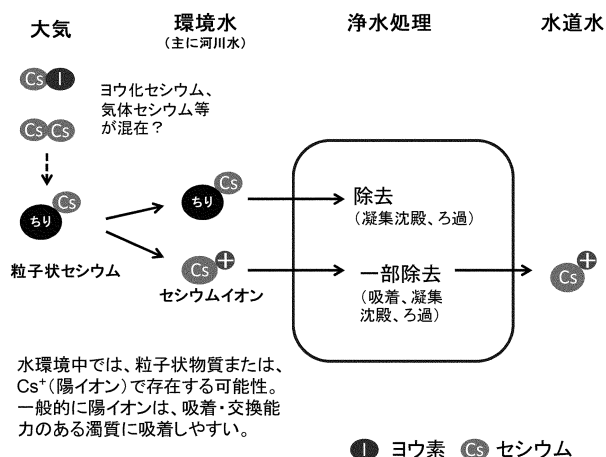 大気
環境水
(主に河川水)
浄水処理
水道水
Cs I
ヨウ化セシウム、
気体セシウム等
が混在？
Cs Cs
Cs
ちり
粒子状セシウム
Cs
ちり
除去
(凝集沈殿、ろ過)
Cs +
セシウムイオン
一部除去
(吸着、凝集
沈殿、ろ過)
Cs +
水環境中では、粒子状物質または、
Cs⁺(陽イオン)で存在する可能性。
一般的に陽イオンは、吸着・交換能
力のある濁質に吸着しやすい。
I ヨウ素 Cs セシウム